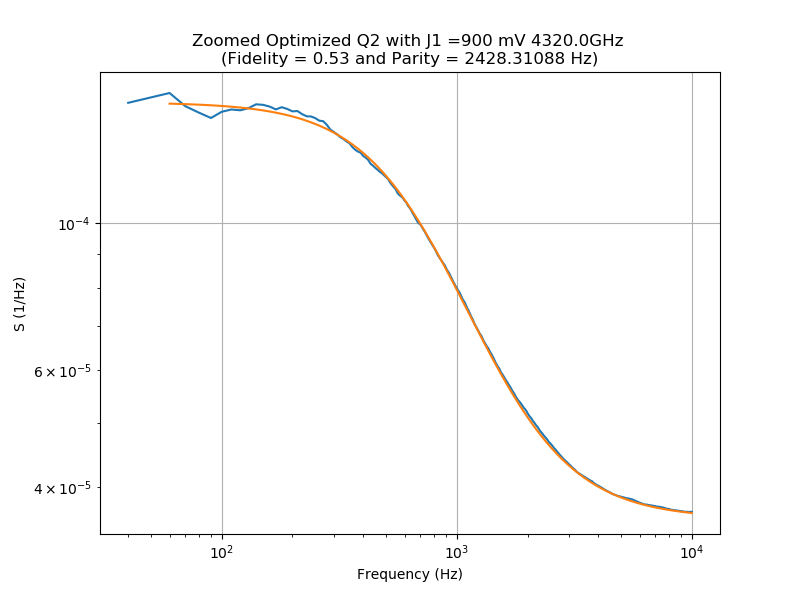 Zoomed Optimized Q2 with J1 =900 mV 4320.0GHz
(Fidelity = 0.53 and Parity = 2428.31088 Hz)
S (1/Hz)
10⁻⁴
6 × 10⁻⁵
4 × 10⁻⁵
10² 10³ 10⁴
Frequency (Hz)